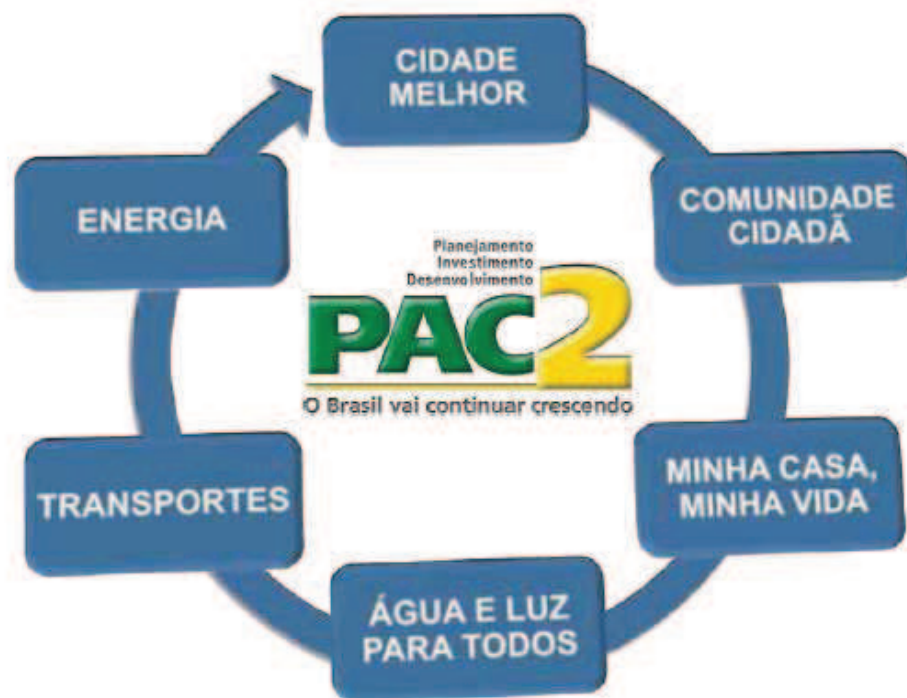 CIDADE
MELHOR
COMUNIDADE
CIDADÃ
MINHA CASA,
MINHA VIDA
ÁGUA E LUZ
PARA TODOS
TRANSPORTES
ENERGIA
Planejamento
Investimento
Desenvolvimento
PAC2
O Brasil vai continuar crescendo